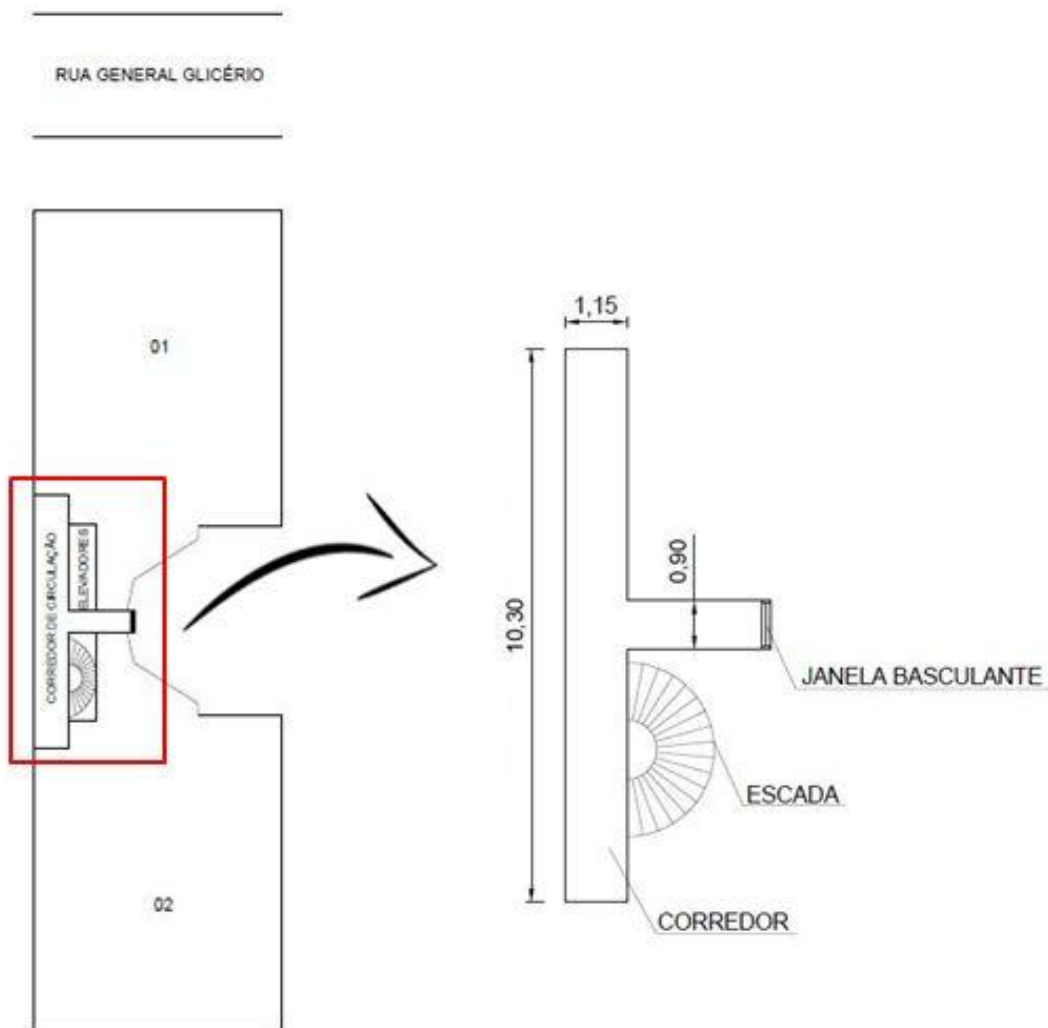 RUA GENERAL GLICÉRIO
01
1,15
CORREDOR DE CIRCULAÇÃO
ELEVADORES
10,30
0,90
JANELA BASCULANTE
ESCADA
02
CORREDOR